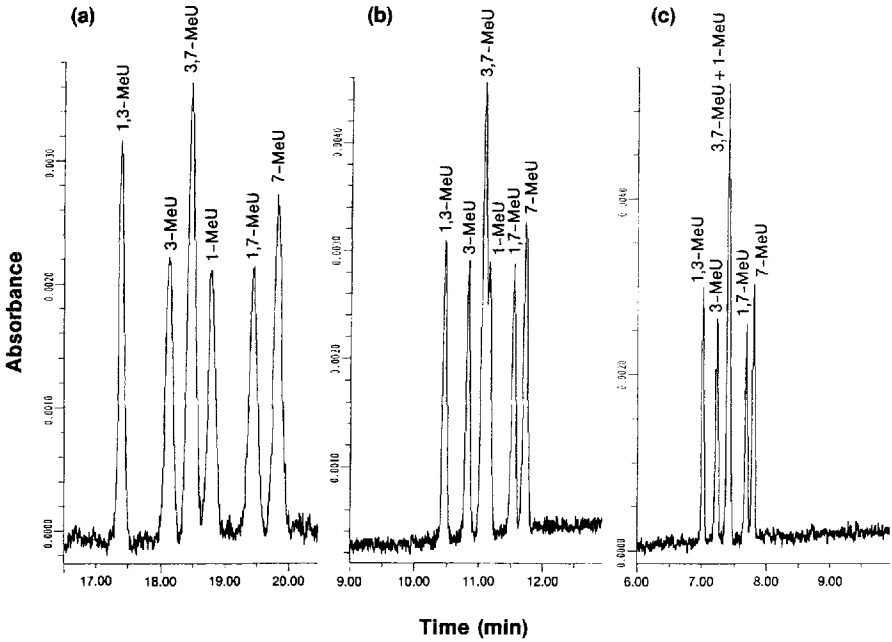 (a)
(b)
(c)
Absorbance
1,3-MeU
3-MeU
3,7-MeU
1-MeU
1,7-MeU
7-MeU
0.0030
0.0020
0.0010
0.0000
17.00 18.00 19.00 20.00
1,3-MeU
3-MeU
3,7-MeU
1-MeU
1,7-MeU
7-MeU
0.0040
0.0030
0.0020
0.0010
9.00 10.00 11.00 12.00
1,3-MeU
3-MeU
3,7-MeU + 1-MeU
1,7-MeU
7-MeU
0.0040
0.0020
0.0000
6.00 7.00 8.00 9.00
Time (min)